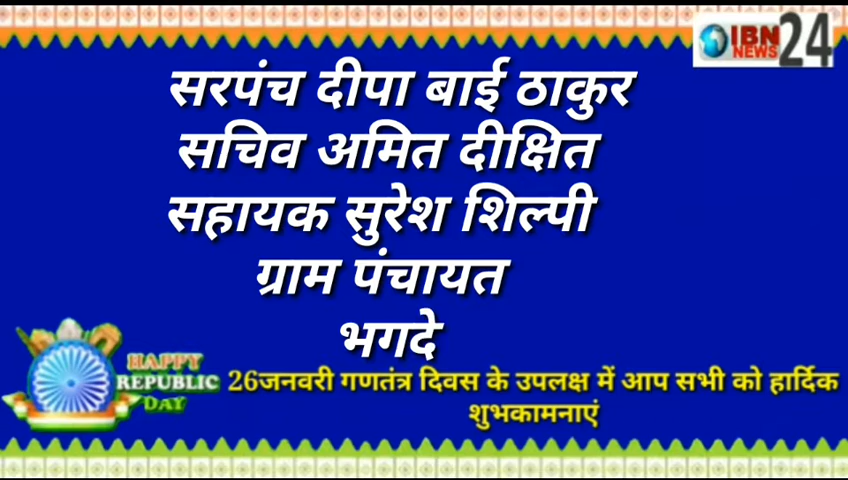 IBN
NEWS
24
सरपंच दीपा बाई ठाकुर
सचिव अमित दीक्षित
सहायक सुरेश शिल्पी
ग्राम पंचायत
भगदे
HAPPY
REPUBLIC
DAY
26जनवरी गणतंत्र दिवस के उपलक्ष में आप सभी को हार्दिक
शुभकामनाएं